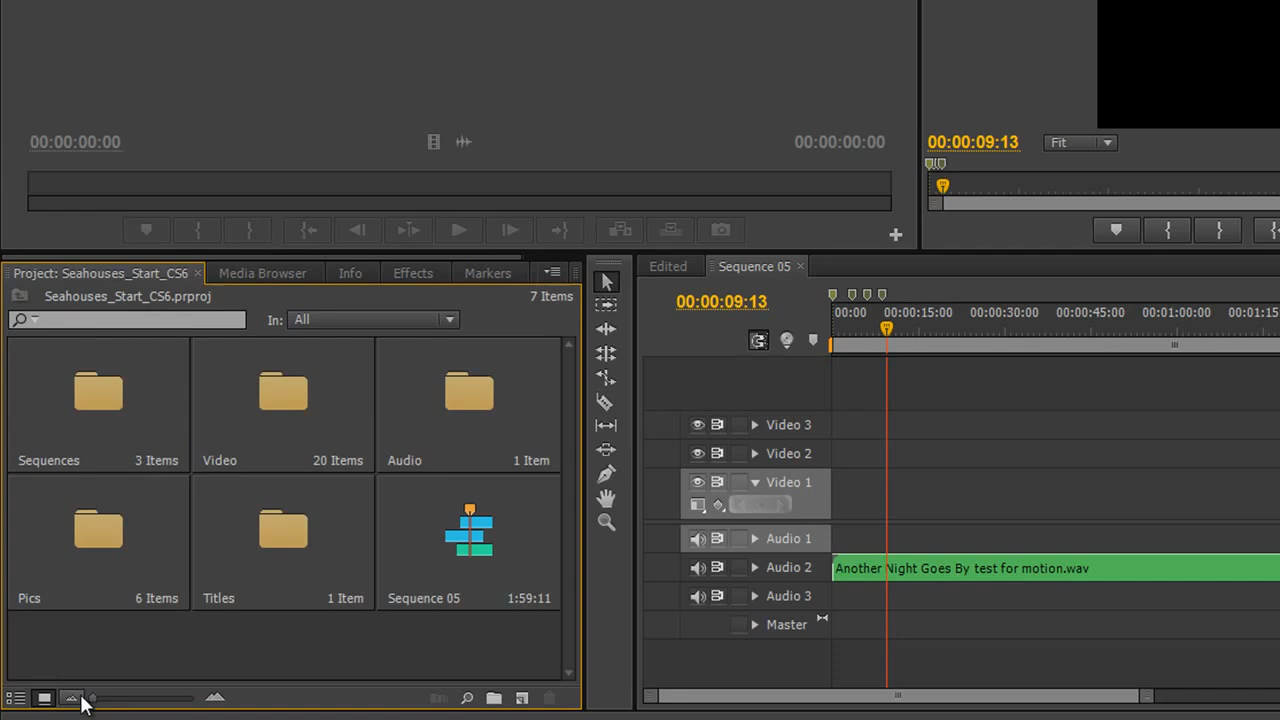 00:00:00:00
00:00:00:00
00:00:09:13
Fit
Project: Seahouses_Start_CS6 ×
Media Browser
Info
Effects
Markers
Seahouses_Start_CS6.prproj
7 Items
In:
All
Sequences
3 Items
Video
20 Items
Audio
1 Item
Pics
6 Items
Titles
1 Item
Sequence 05
1:59:11
Edited
Sequence 05 ×
00:00:09:13
00:00
00:00:15:00
00:00:30:00
00:00:45:00
00:01:00:00
00:01:15
Video 3
Video 2
Video 1
Audio 1
Audio 2
Another Night Goes By test for motion.wav
Audio 3
Master